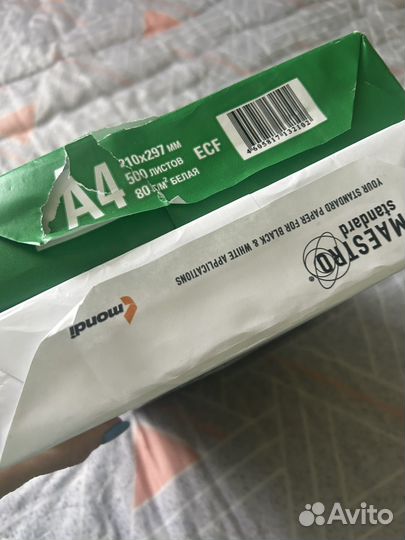 A4
210x297 мм
500 листов
80 г/м² БЕЛАЯ
ECF
4605817132102
MAESTRO
standard
YOUR STANDARD PAPER FOR BLACK & WHITE APPLICATIONS
mondi
Avito